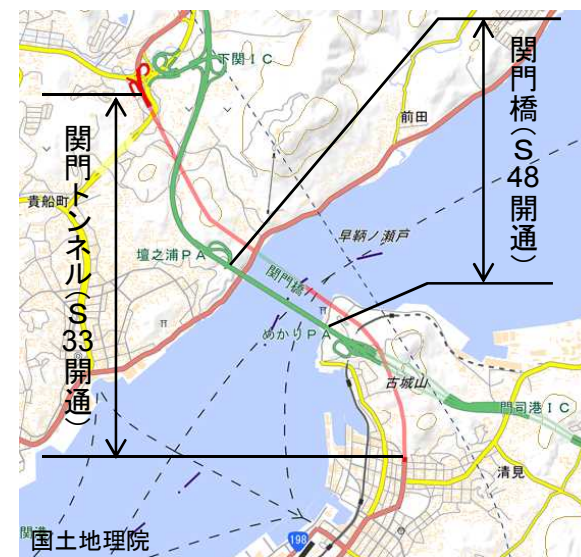 下関IC
関門橋(S48開通)
前田
関門トンネル(S33開通)
貴船町
早鞆ノ瀬戸
壇之浦PA
関門橋
めかりPA
古城山
門司港IC
清見
国土地理院
198